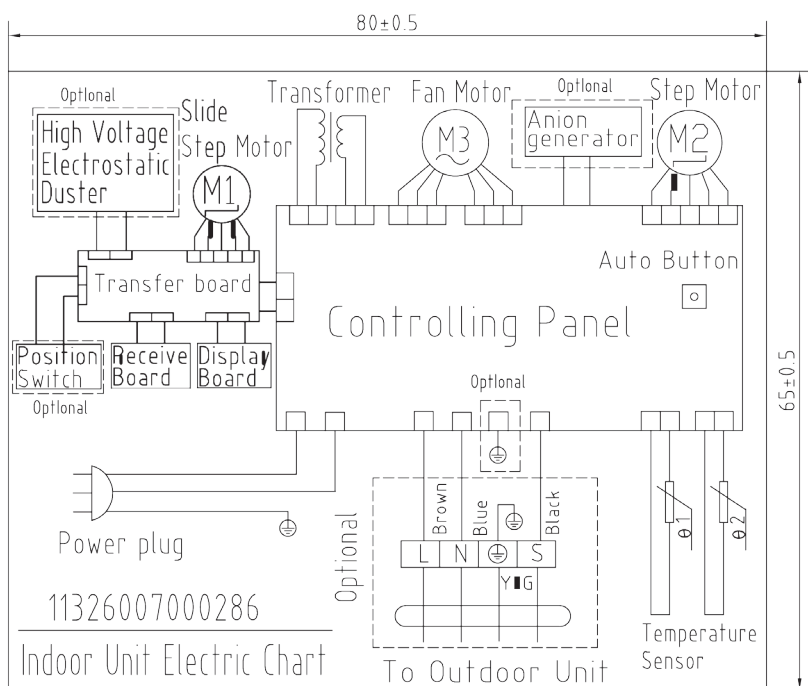 80±0.5
Optional
High Voltage
Electrostatic
Duster
Slide
Step Motor
M1
Transformer
Fan Motor
M3
Optional
Anion
generator
Step Motor
M2
Transfer board
Auto Button
Controlling Panel
65±0.5
Position
Switch
Optional
Receive
Board
Display
Board
Optional
Power plug
Optional
Brown
Blue
Black
L N S
Y G
θ1
θ2
11326007000286
Indoor Unit Electric Chart
To Outdoor Unit
Temperature
Sensor